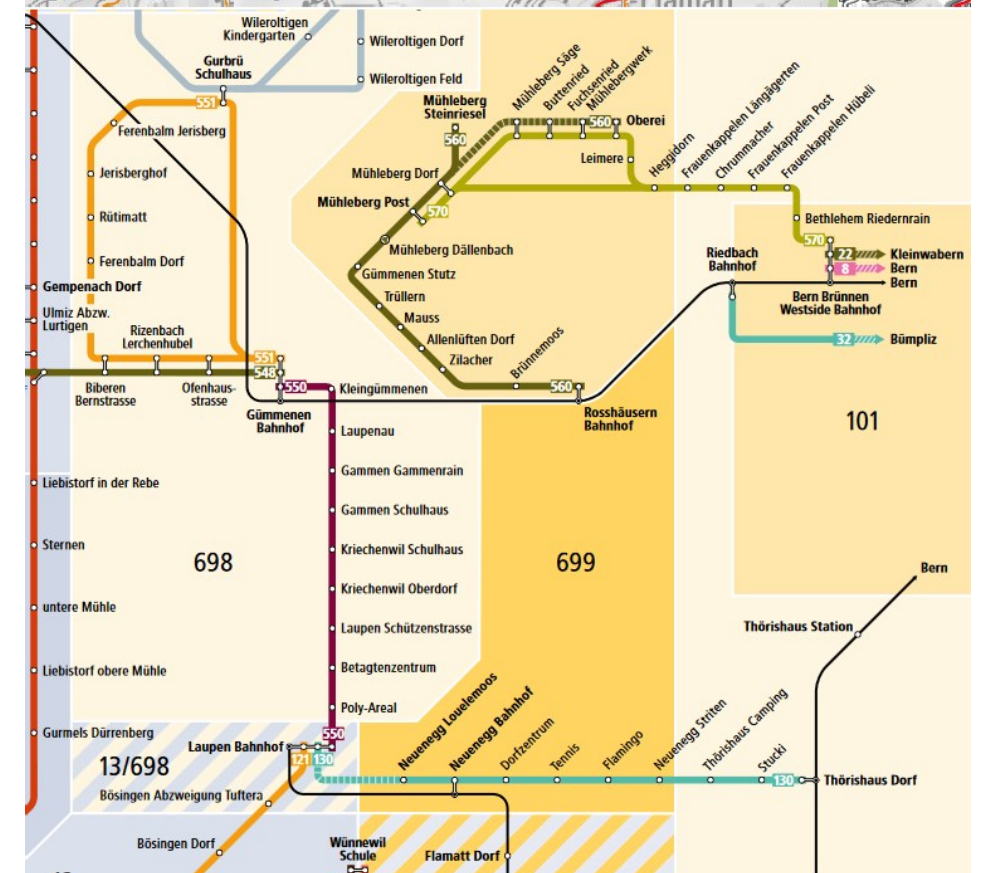 Flamatt
Wileroltigen
Kindergarten
Wileroltigen Dorf
Gurbrü
Schulhaus
Wileroltigen Feld
551
Ferenbalm Jerisberg
Jerisberghof
Rütimatt
Ferenbalm Dorf
Gempenach Dorf
Ulmiz Abzw.
Lurtigen
Rizenbach
Lerchenhubel
551
548
Biberen
Bernstrasse
Ofenhaus-
strasse
Gümmenen
Bahnhof
550
Kleingümmenen
Mühleberg
Steinriesel
560
Mühleberg Säge
Buttenried
Fuchsenried
Mühlebergwerk
560
Oberei
Leimere
Mühleberg Dorf
Mühleberg Post
570
Mühleberg Dällenbach
Gümmenen Stutz
Trüllern
Mauss
Allenlüften Dorf
Zilacher
Brünnemoos
560
Rosshäusern
Bahnhof
Heggidorn
Frauenkappelen Längägerten
Chrummacher
Frauenkappelen Post
Frauenkappelen Hübeli
Bethlehem Riedernrain
570
Riedbach
Bahnhof
22
Kleinwabern
8
Bern
Bern
Bern Brünnen
Westside Bahnhof
32
Bümpliz
101
Laupenau
Gammen Gammenrain
Gammen Schulhaus
Kriechenwil Schulhaus
Kriechenwil Oberdorf
Laupen Schützenstrasse
Betagtenzentrum
Poly-Areal
550
698
699
Liebistorf in der Rebe
Sternen
untere Mühle
Liebistorf obere Mühle
Gurmels Dürrenberg
Bern
Thörishaus Station
Laupen Bahnhof
121
130
13/698
Bösingen Abzweigung Tuftera
Bösingen Dorf
Neuenegg Louelemoos
Neuenegg Bahnhof
Dorfzentrum
Tennis
Flamingo
Neuenegg Striten
Thörishaus Camping
Stucki
130
Thörishaus Dorf
Wünnewil
Schule
Flamatt Dorf